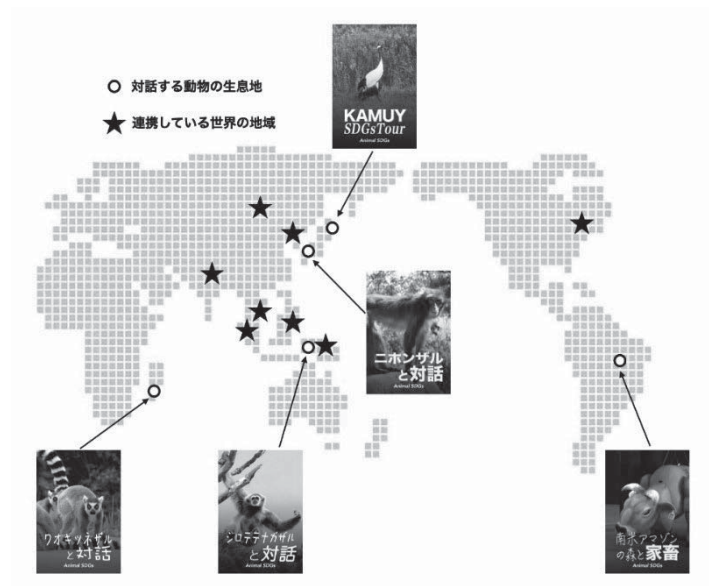 対話する動物の生息地
連携している世界の地域
KAMUY
SDGsTour
Animal SDGs
ニホンザル
と対話
Animal SDGs
ワオキツネザル
と対話
Animal SDGs
シロテテナガザル
と対話
Animal SDGs
南米アマゾン
の森と家畜
Animal SDGs